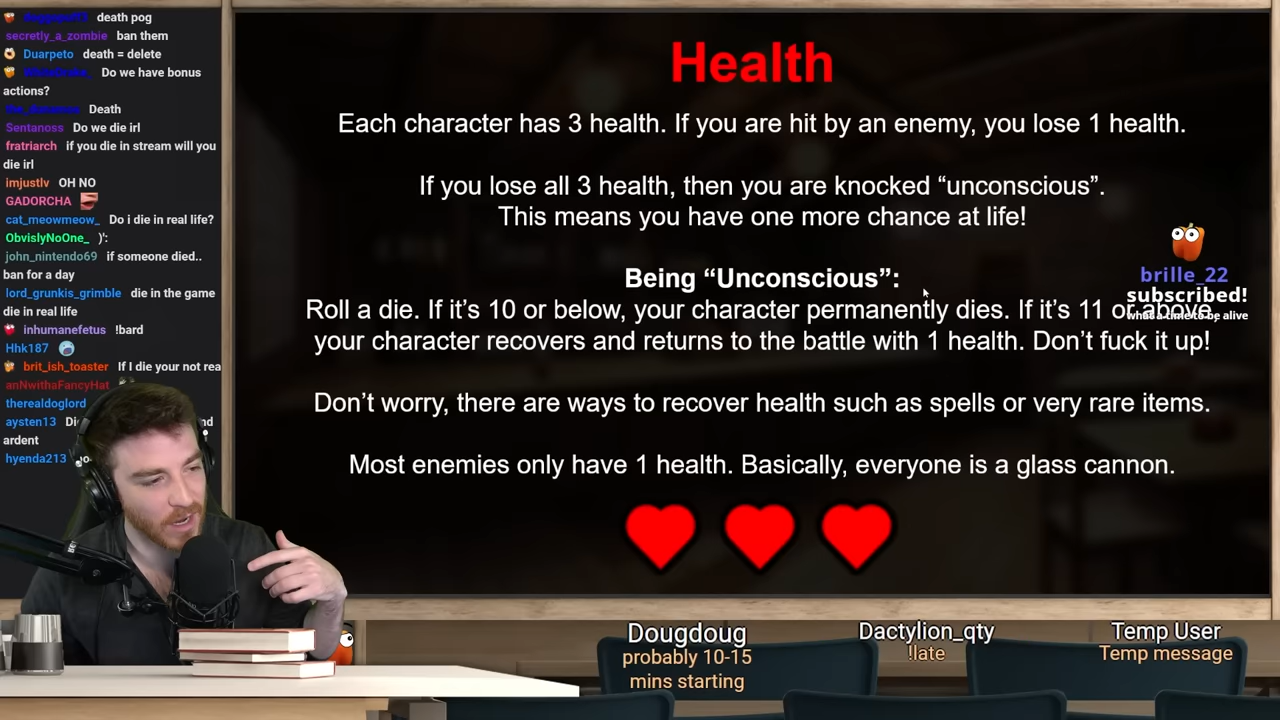 death pog
secretly_a_zombie ban them
Duarpeto death = delete
Do we have bonus
actions?
Death
Sentanoss Do we die irl
fratriarch if you die in stream will you
die irl
imjustlv OH NO
GADORCHA
cat_meowmeow_ Do i die in real life?
ObvislyNoOne_ )':
john_nintendo69 if someone died..
ban for a day
lord_grunkis_grimble die in the game
die in real life
inhumanefetus !bard
Hhk187
brit_ish_toaster If I die your not rea
anNwithaFancyHat
therealdoglord
aysten13
ardent
hyenda213
Health
Each character has 3 health. If you are hit by an enemy, you lose 1 health.
If you lose all 3 health, then you are knocked “unconscious”.
This means you have one more chance at life!
Being “Unconscious”:
Roll a die. If it’s 10 or below, your character permanently dies. If it’s 11 or above,
your character recovers and returns to the battle with 1 health. Don’t fuck it up!
Don’t worry, there are ways to recover health such as spells or very rare items.
Most enemies only have 1 health. Basically, everyone is a glass cannon.
brille_22
subscribed!
what a time to be alive
Dougdoug
probably 10-15
mins starting
Dactylion_qty
!late
Temp User
Temp message